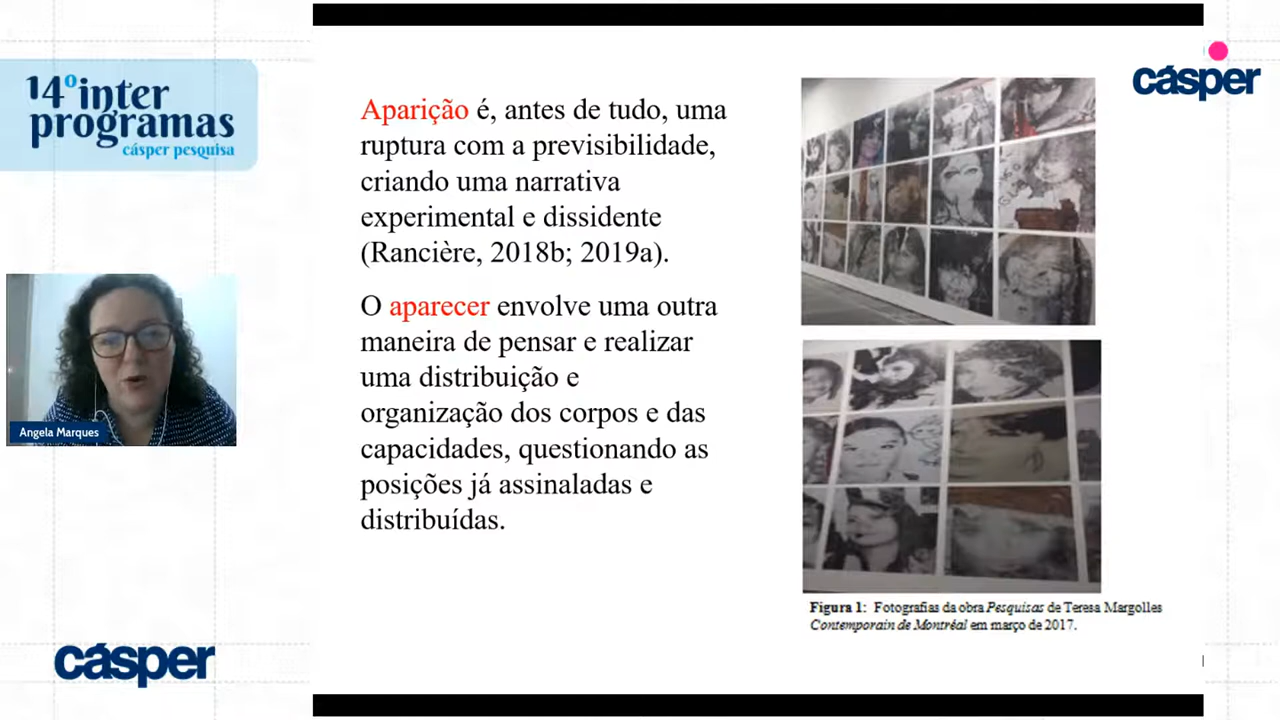 14º inter
programas
cásper pesquisa
cásper
Aparição é, antes de tudo, uma
ruptura com a previsibilidade,
criando uma narrativa
experimental e dissidente
(Rancière, 2018b; 2019a).
O aparecer envolve uma outra
maneira de pensar e realizar
uma distribuição e
organização dos corpos e das
capacidades, questionando as
posições já assinaladas e
distribuídas.
Figura 1: Fotografias da obra Pesquisas de Teresa Margolles
Contemporain de Montréal em março de 2017.
Angela Marques
cásper